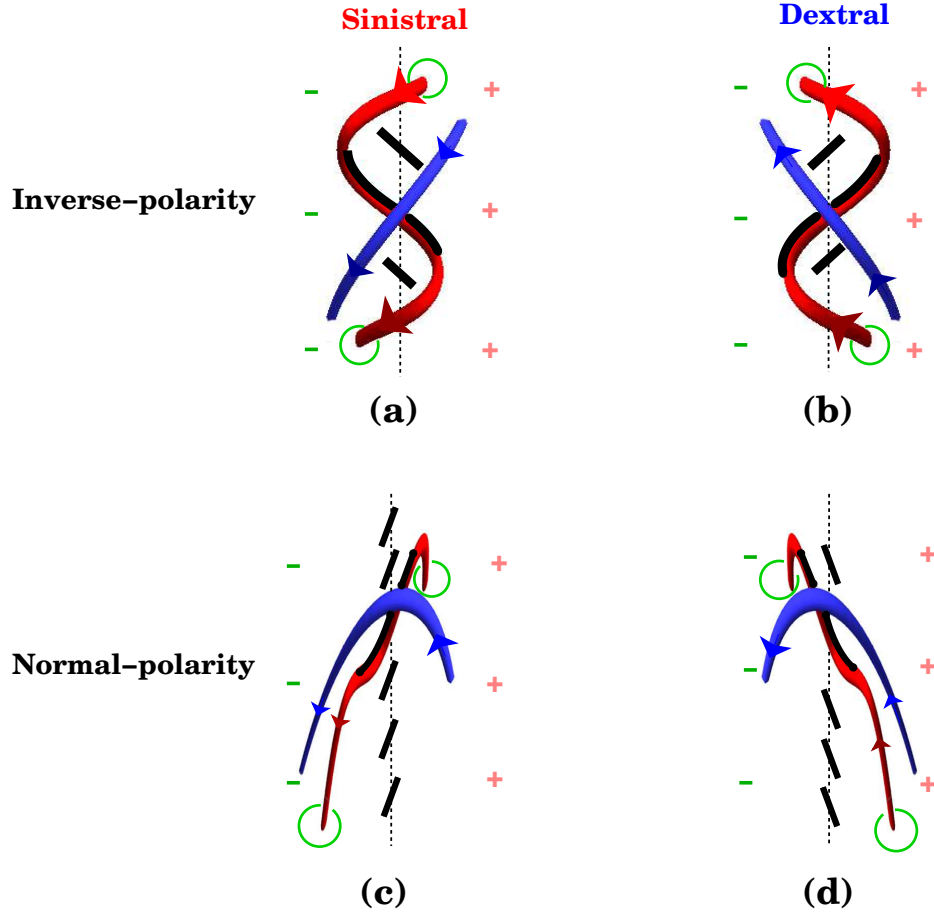 Sinistral Dextral
− + − +
Inverse−polarity
− + − +
− + − +
(a) (b)
− + − +
Normal−polarity
− + − +
− + − +
(c) (d)